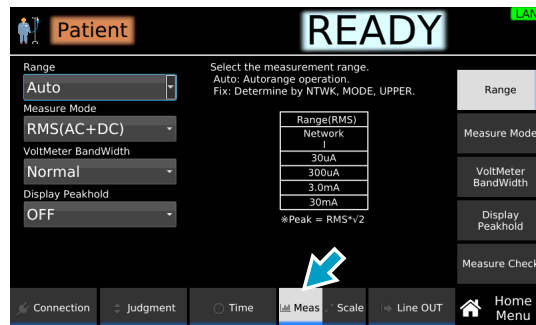 Patient
READY
LAN
Range
Auto
Measure Mode
RMS(AC+DC)
VoltMeter BandWidth
Normal
Display Peakhold
OFF
Select the measurement range.
Auto: Autorange operation.
Fix: Determine by NTWK, MODE, UPPER.
Range(RMS)
Network
I
30uA
300uA
3.0mA
30mA
※Peak = RMS*√2
Range
Measure Mode
VoltMeter
BandWidth
Display
Peakhold
Measure Check
Connection
Judgment
Time
Meas
Scale
Line OUT
Home
Menu